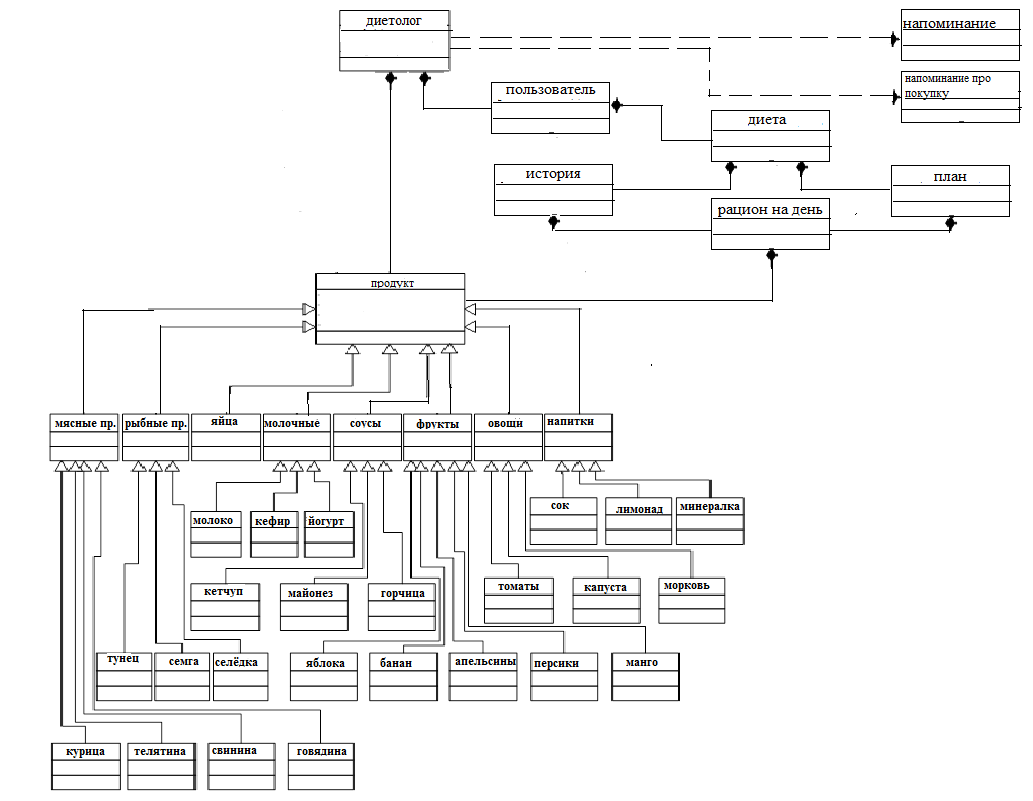 диетолог
напоминание
напоминание про
покупку
пользователь
диета
история
план
рацион на день
продукт
мясные пр.
рыбные пр.
яйца
молочные
соусы
фрукты
овощи
напитки
сок
лимонад
минералка
молоко
кефир
йогурт
кетчуп
майонез
горчица
томаты
капуста
морковь
тунец
семга
селёдка
яблока
банан
апельсины
персики
манго
курица
телятина
свинина
говядина